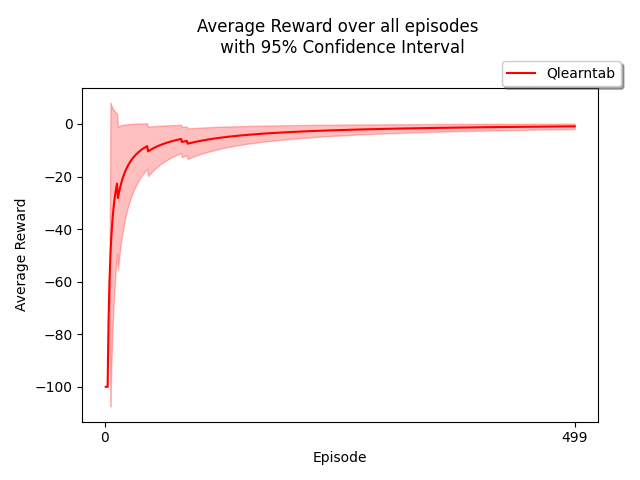 Average Reward over all episodes
with 95% Confidence Interval
Qlearntab
0
−20
−40
−60
−80
−100
Average Reward
0
499
Episode